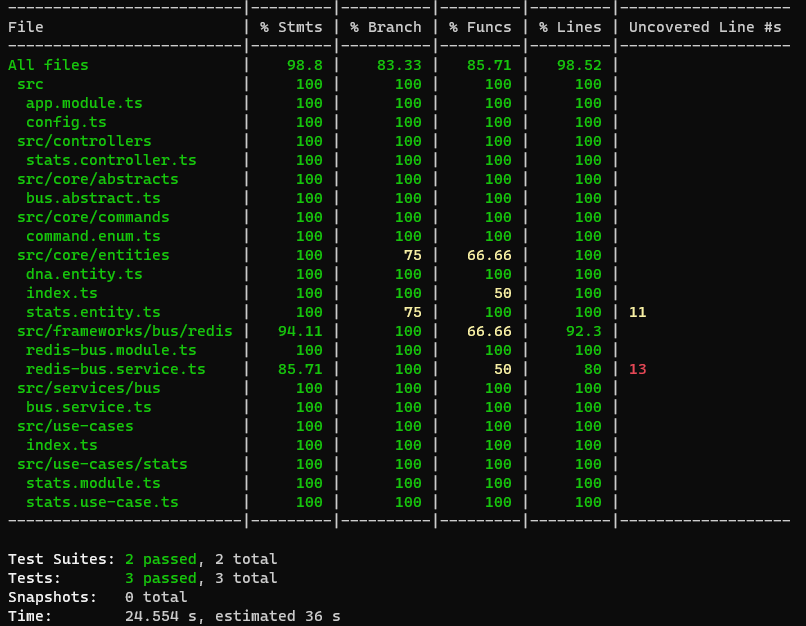 ---------------------------|---------|----------|---------|---------|-------------------
File                       | % Stmts | % Branch | % Funcs | % Lines | Uncovered Line #s
---------------------------|---------|----------|---------|---------|-------------------
All files                  |    98.8 |    83.33 |   85.71 |   98.52 |
 src                       |     100 |      100 |     100 |     100 |
  app.module.ts            |     100 |      100 |     100 |     100 |
  config.ts                |     100 |      100 |     100 |     100 |
 src/controllers           |     100 |      100 |     100 |     100 |
  stats.controller.ts      |     100 |      100 |     100 |     100 |
 src/core/abstracts        |     100 |      100 |     100 |     100 |
  bus.abstract.ts          |     100 |      100 |     100 |     100 |
 src/core/commands         |     100 |      100 |     100 |     100 |
  command.enum.ts          |     100 |      100 |     100 |     100 |
 src/core/entities         |     100 |       75 |   66.66 |     100 |
  dna.entity.ts            |     100 |      100 |     100 |     100 |
  index.ts                 |     100 |      100 |      50 |     100 |
  stats.entity.ts          |     100 |       75 |     100 |     100 | 11
 src/frameworks/bus/redis  |   94.11 |      100 |   66.66 |    92.3 |
  redis-bus.module.ts      |     100 |      100 |     100 |     100 |
  redis-bus.service.ts     |   85.71 |      100 |      50 |      80 | 13
 src/services/bus          |     100 |      100 |     100 |     100 |
  bus.service.ts           |     100 |      100 |     100 |     100 |
 src/use-cases             |     100 |      100 |     100 |     100 |
  index.ts                 |     100 |      100 |     100 |     100 |
 src/use-cases/stats       |     100 |      100 |     100 |     100 |
  stats.module.ts          |     100 |      100 |     100 |     100 |
  stats.use-case.ts        |     100 |      100 |     100 |     100 |
---------------------------|---------|----------|---------|---------|-------------------
Test Suites: 2 passed, 2 total
Tests:       3 passed, 3 total
Snapshots:   0 total
Time:        24.554 s, estimated 36 s